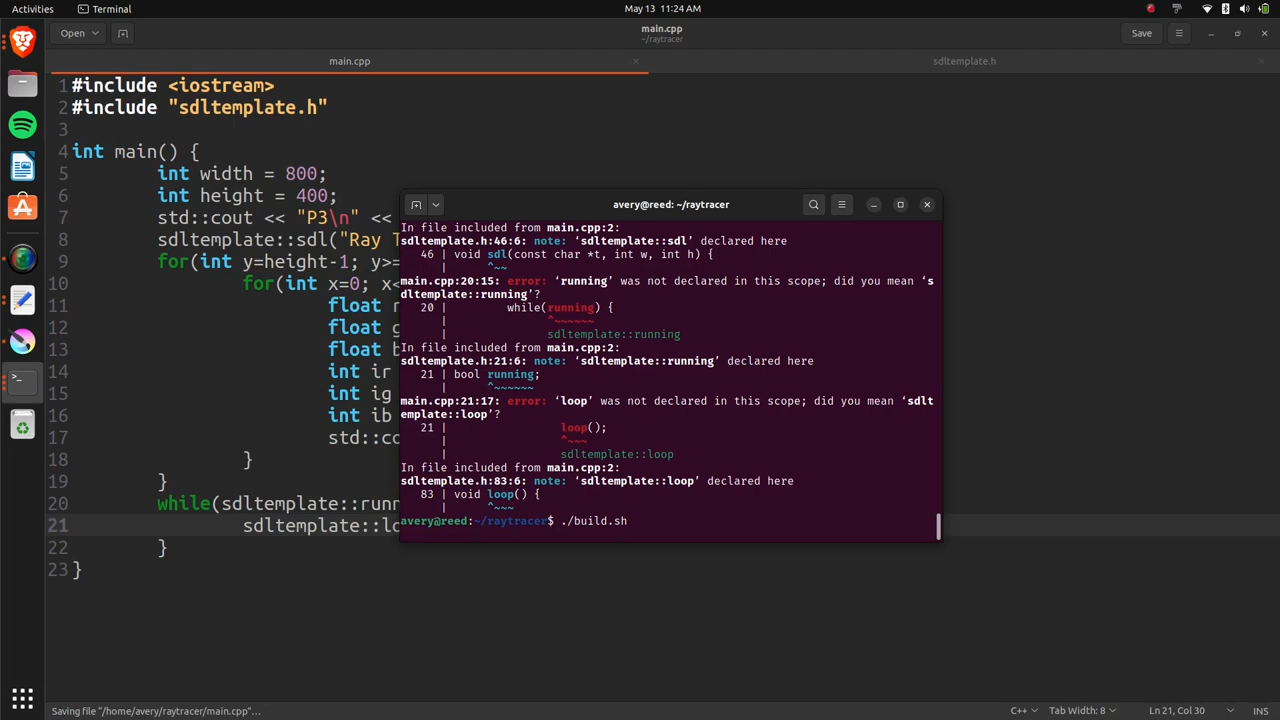 Activities
Terminal
May 13 11:24 AM
Open
main.cpp
~/raytracer
Save
main.cpp
sdltemplate.h
1 #include <iostream>
2 #include "sdltemplate.h"
3
4 int main() {
5 int width = 800;
6 int height = 400;
7 std::cout << "P3\n" <<
8 sdltemplate::sdl("Ray T
9 for(int y=height-1; y>=
10 for(int x=0; x<
11 float r
12 float g
13 float b
14 int ir
15 int ig
16 int ib
17 std::co
18 }
19 }
20 while(sdltemplate::runn
21 sdltemplate::lo
22 }
23 }
avery@reed: ~/raytracer
In file included from main.cpp:2:
sdltemplate.h:46:6: note: ‘sdltemplate::sdl’ declared here
46 | void sdl(const char *t, int w, int h) {
| ^~~
main.cpp:20:15: error: ‘running’ was not declared in this scope; did you mean ‘s
dltemplate::running’?
20 | while(running) {
| ^~~~~~~
| sdltemplate::running
In file included from main.cpp:2:
sdltemplate.h:21:6: note: ‘sdltemplate::running’ declared here
21 | bool running;
| ^~~~~~~
main.cpp:21:17: error: ‘loop’ was not declared in this scope; did you mean ‘sdlt
emplate::loop’?
21 | loop();
| ^~~~
| sdltemplate::loop
In file included from main.cpp:2:
sdltemplate.h:83:6: note: ‘sdltemplate::loop’ declared here
83 | void loop() {
| ^~~~
avery@reed:~/raytracer$ ./build.sh
Saving file "/home/avery/raytracer/main.cpp"…
C++
Tab Width: 8
Ln 21, Col 30
INS